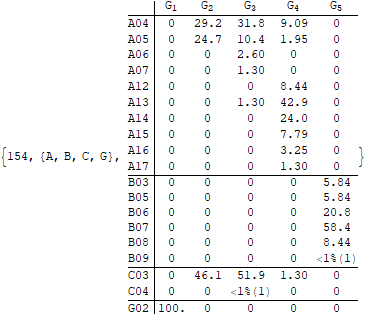 G1 G2 G3 G4 G5
A04 0 29.2 31.8 9.09 0
A05 0 24.7 10.4 1.95 0
A06 0 0 2.60 0 0
A07 0 0 1.30 0 0
A12 0 0 0 8.44 0
A13 0 0 1.30 42.9 0
A14 0 0 0 24.0 0
A15 0 0 0 7.79 0
{154, {A, B, C, G}, A16 0 0 0 3.25 0 }
A17 0 0 0 1.30 0
B03 0 0 0 0 5.84
B05 0 0 0 0 5.84
B06 0 0 0 0 20.8
B07 0 0 0 0 58.4
B08 0 0 0 0 8.44
B09 0 0 0 0 <1%(1)
C03 0 46.1 51.9 1.30 0
C04 0 0 <1%(1) 0 0
G02 100. 0 0 0 0